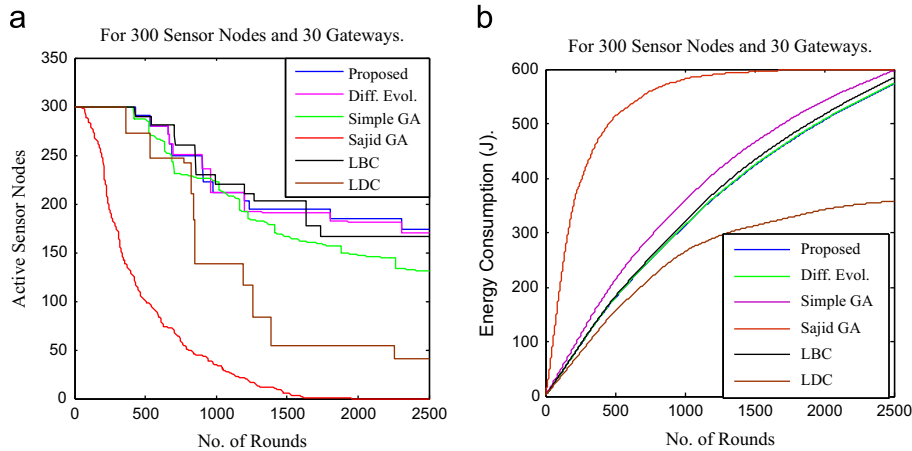 a
For 300 Sensor Nodes and 30 Gateways.
Active Sensor Nodes
350
300
250
200
150
100
50
0
0 500 1000 1500 2000 2500
No. of Rounds
Proposed
Diff. Evol.
Simple GA
Sajid GA
LBC
LDC
b
For 300 Sensor Nodes and 30 Gateways.
Energy Consumption (J).
600
500
400
300
200
100
0
0 500 1000 1500 2000 2500
No. of Rounds
Proposed
Diff. Evol.
Simple GA
Sajid GA
LBC
LDC